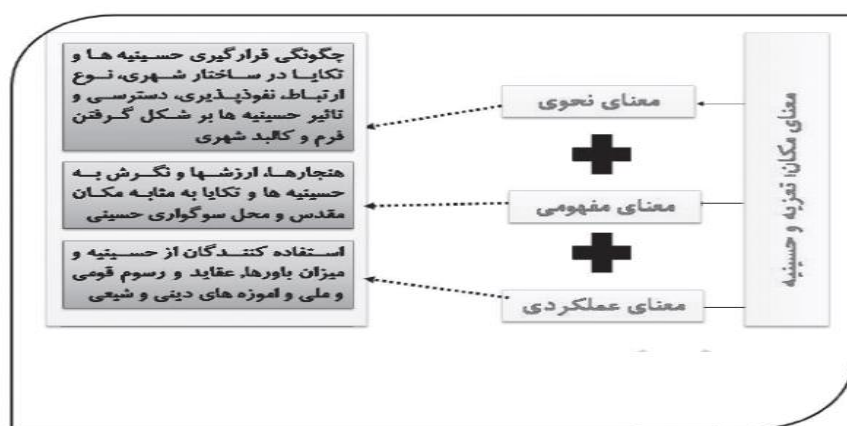 معنای مکان: تعزیه و حسینیه
معنای نحوی
معنای مفهومی
معنای عملکردی
چگونگی قرارگیری حسینیه ها و
تکایا در ساختار شهری، نوع
ارتباط، نفوذپذیری، دسترسی و
تاثیر حسینیه ها بر شکل گرفتن
فرم و کالبد شهری
هنجارها، ارزشها و نگرش به
حسینیه ها و تکایا به مثابه مکان
مقدس و محل سوگواری حسینی
استفاده کنندگان از حسینیه و
میزان باورها، عقاید و رسوم قومی
و ملی و اموزه های دینی و شیعی